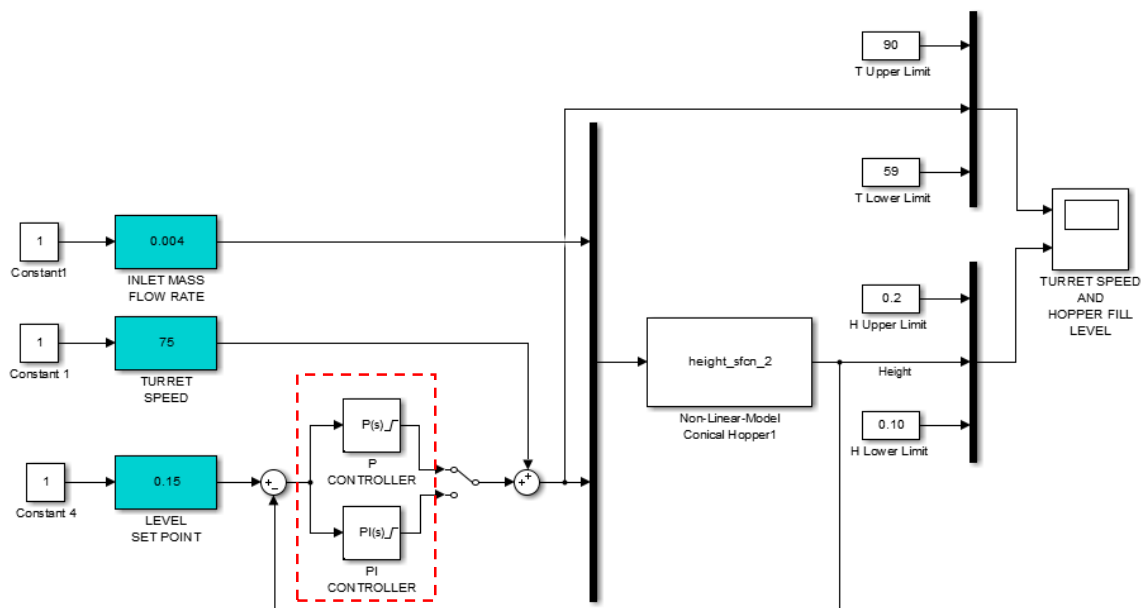 90
T Upper Limit
59
T Lower Limit
1
Constant1
0.004
INLET MASS
FLOW RATE
TURRET SPEED
AND
HOPPER FILL
LEVEL
0.2
H Upper Limit
1
Constant 1
75
TURRET
SPEED
height_sfcn_2
Non-Linear-Model
Conical Hopper1
Height
0.10
H Lower Limit
P(s)
P
CONTROLLER
1
Constant 4
0.15
LEVEL
SET POINT
+
−
+
+
PI(s)
PI
CONTROLLER